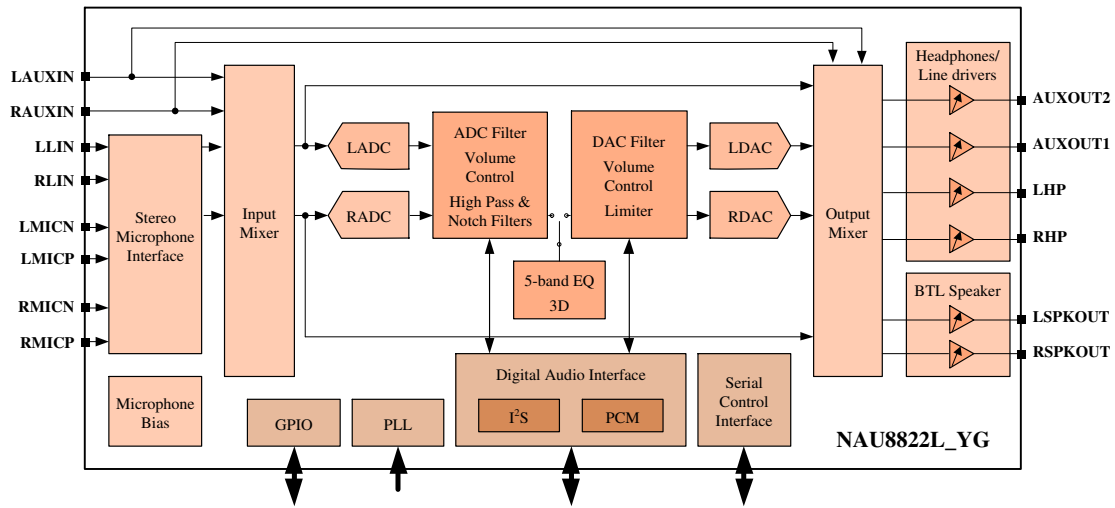 LAUXIN
RAUXIN
LLIN
RLIN
LMICN
LMICP
RMICN
RMICP
Stereo
Microphone
Interface
Microphone
Bias
Input
Mixer
LADC
RADC
ADC Filter
Volume
Control
High Pass &
Notch Filters
DAC Filter
Volume
Control
Limiter
5-band EQ
3D
LDAC
RDAC
Output
Mixer
Headphones/
Line drivers
BTL Speaker
AUXOUT2
AUXOUT1
LHP
RHP
LSPKOUT
RSPKOUT
GPIO
PLL
Digital Audio Interface
I²S
PCM
Serial
Control
Interface
NAU8822L_YG